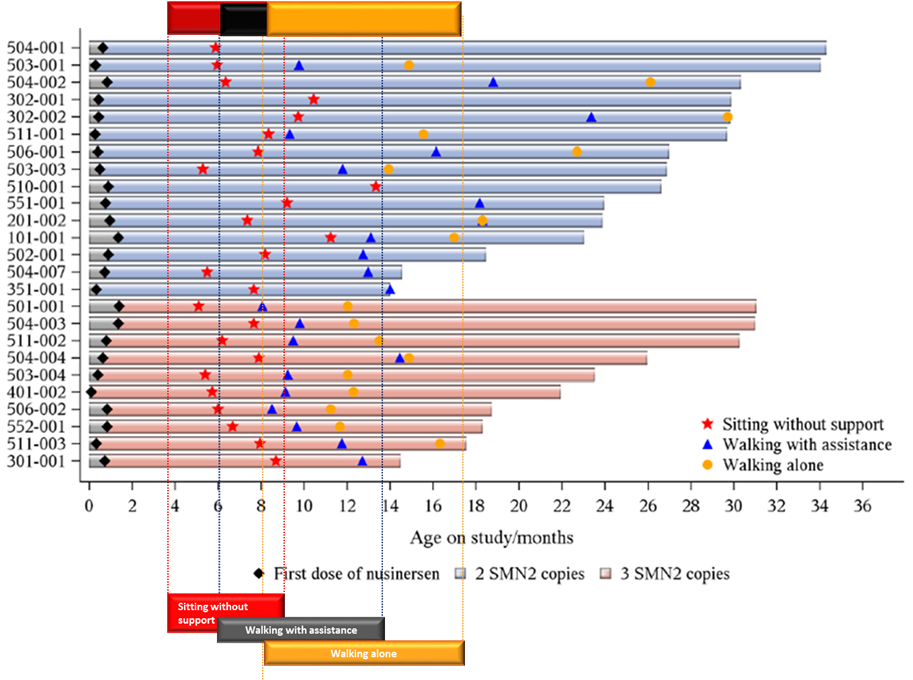 504-001
503-001
504-002
302-001
302-002
511-001
506-001
503-003
510-001
551-001
201-002
101-001
502-001
504-007
351-001
501-001
504-003
511-002
504-004
503-004
401-002
506-002
552-001
511-003
301-001
Sitting without support
Walking with assistance
Walking alone
0 2 4 6 8 10 12 14 16 18 20 22 24 26 28 30 32 34 36
Age on study/months
First dose of nusinersen 2 SMN2 copies 3 SMN2 copies
Sitting without
support
Walking with assistance
Walking alone